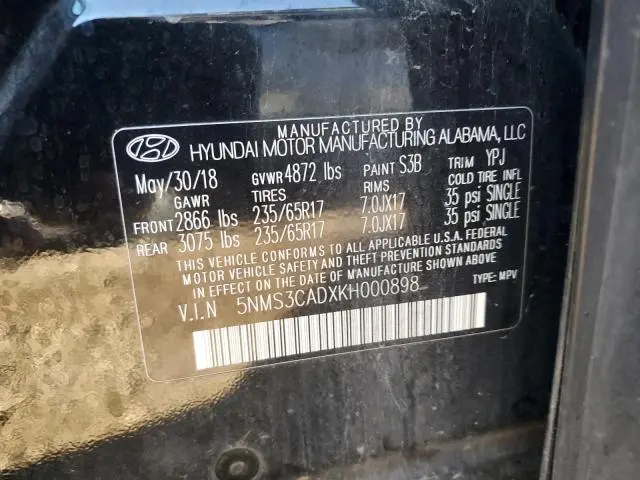 MANUFACTURED BY
HYUNDAI MOTOR MANUFACTURING ALABAMA, LLC
May/30/18 GVWR 4872 lbs PAINT S3B TRIM YPJ
GAWR TIRES RIMS COLD TIRE INFL
FRONT 2866 lbs 235/65R17 7.0JX17 35 psi SINGLE
REAR 3075 lbs 235/65R17 7.0JX17 35 psi SINGLE
THIS VEHICLE CONFORMS TO ALL APPLICABLE U.S.A. FEDERAL
MOTOR VEHICLE SAFETY AND THEFT PREVENTION STANDARDS
IN EFFECT ON THE DATE OF MANUFACTURE SHOWN ABOVE
V.I.N 5NMS3CADXKH000898 TYPE: MPV